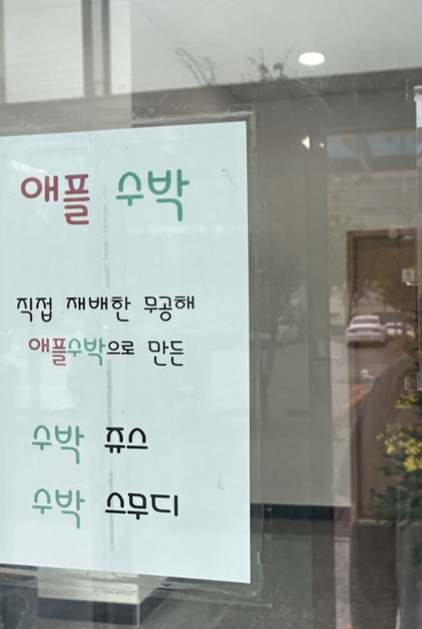 애플 수박
직접 재배한 무공해
애플수박으로 만든
수박 쥬스
수박 스무디